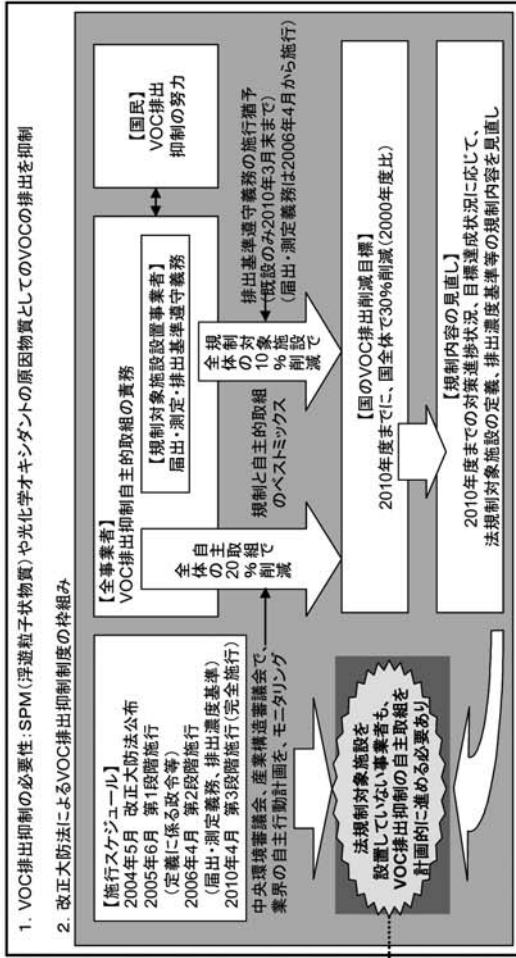 1. VOC排出抑制の必要性：SPM（浮遊粒子状物質）や光化学オキシダントの原因物質としてのVOCの排出を抑制
2. 改正大防法によるVOC排出抑制制度の枠組み
【施行スケジュール】
2004年5月 改正大防法公布
2005年6月 第1段階施行
(定義に係る政令等)
2006年4月 第2段階施行
(届出・測定義務、排出濃度基準)
2010年4月 第3段階施行(完全施行)
【全事業者】
VOC排出抑制自主的取組の責務
【規制対象施設設置事業者】
届出・測定・排出基準遵守義務
【国民】
VOC排出
抑制の努力
自主取組で
全体の20%
削減
規制対象施設で
全体の10%
削減
規制と自主的取組
のベストミックス
排出基準遵守義務の施行猶予
(既設のみ2010年3月末まで)
(届出・測定義務は2006年4月から施行)
中央環境審議会、産業構造審議会で、
業界の自主行動計画を、モニタリング
【国のVOC排出削減目標】
2010年度までに、国全体で30%削減(2000年度比)
法規制対象施設を
設置していない事業者も、
VOC排出抑制の自主取組を
計画的に進める必要あり
【規制内容の見直し】
2010年度までの対策進捗状況、目標達成状況に応じて、
法規制対象施設の定義、排出濃度基準等の規制内容を見直し